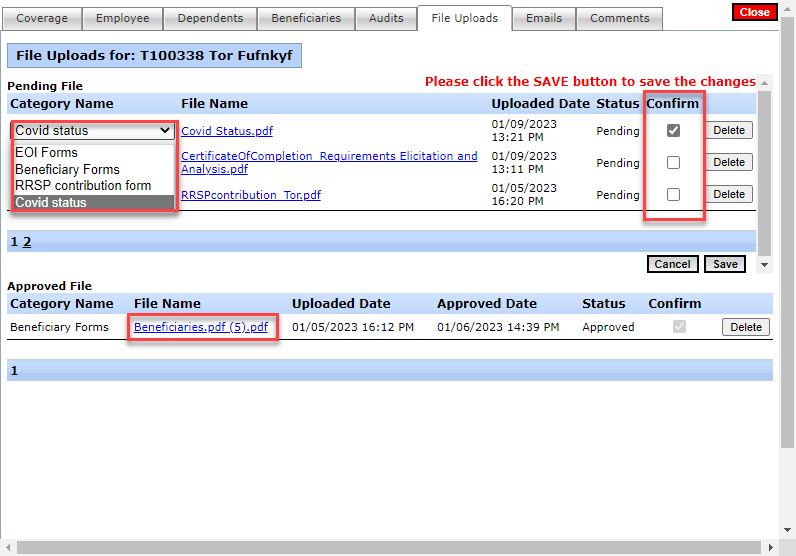 Close
Coverage Employee Dependents Beneficiaries Audits File Uploads Emails Comments
File Uploads for: T100338 Tor Fufnkyf
Please click the SAVE button to save the changes
Pending File
Category Name File Name Uploaded Date Status Confirm
Covid status Covid Status.pdf 01/09/2023 13:21 PM Pending Delete
EOI Forms
Beneficiary Forms
RRSP contribution form
Covid status
CertificateOfCompletion_Requirements Elicitation and
Analysis.pdf 01/09/2023 13:11 PM Pending Delete
RRSPcontribution_Tor.pdf 01/05/2023 16:20 PM Pending Delete
1 2
Cancel Save
Approved File
Category Name File Name Uploaded Date Approved Date Status Confirm
Beneficiary Forms Beneficiaries.pdf (5).pdf 01/05/2023 16:12 PM 01/06/2023 14:39 PM Approved Delete
1